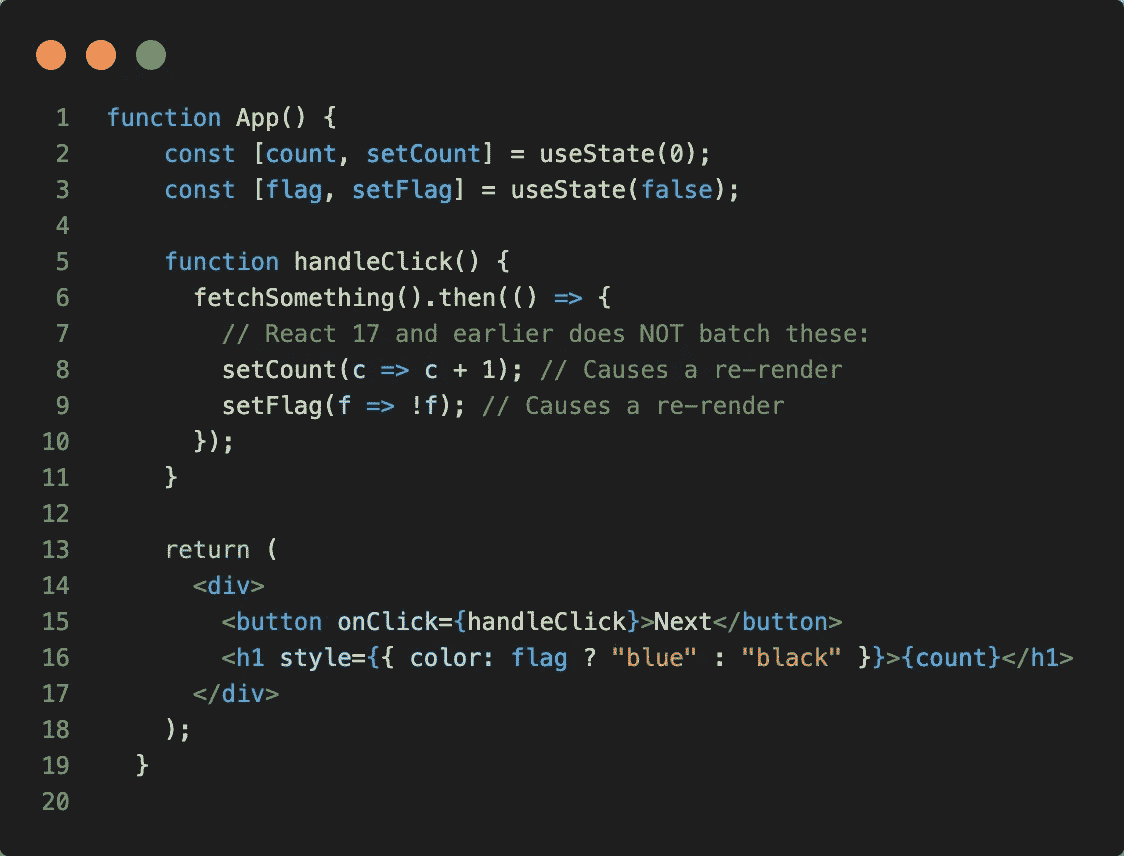 1 function App() {
2 const [count, setCount] = useState(0);
3 const [flag, setFlag] = useState(false);
4
5 function handleClick() {
6 fetchSomething().then(() => {
7 // React 17 and earlier does NOT batch these:
8 setCount(c => c + 1); // Causes a re-render
9 setFlag(f => !f); // Causes a re-render
10 });
11 }
12
13 return (
14 <div>
15 <button onClick={handleClick}>Next</button>
16 <h1 style={{ color: flag ? "blue" : "black" }}>{count}</h1>
17 </div>
18 );
19 }
20